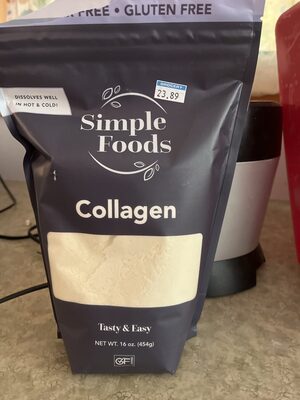 FREE • GLUTEN FREE
DISSOLVES WELL
IN HOT & COLD!
GROCERY
23.89
Simple
Foods
Collagen
Tasty & Easy
NET WT. 16 oz. (454g)
GF